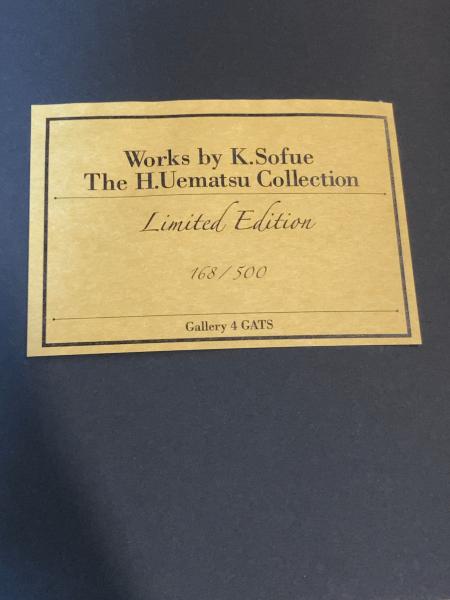 Works by K.Sofue
The H.Uematsu Collection
Limited Edition
168 / 500
Gallery 4 GATS